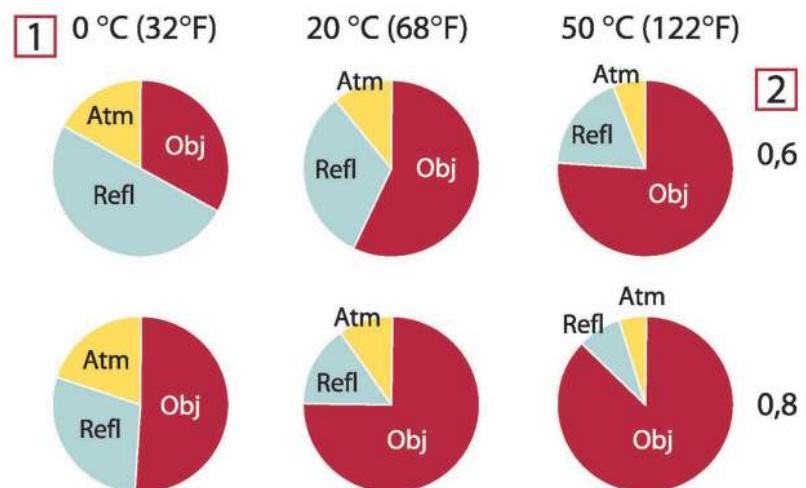 1 0 °C (32°F) 20 °C (68°F) 50 °C (122°F)
2
0,6
Atm Obj Refl
Atm Refl Obj
Atm Refl Obj
0,8
Atm Obj Refl
Atm Refl Obj
Atm Refl Obj